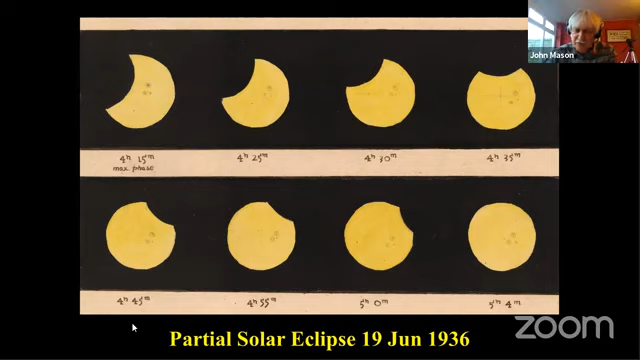 John Mason
4ʰ 15ᵐ 4ʰ 25ᵐ 4ʰ 30ᵐ 4ʰ 35ᵐ
max. phase
4ʰ 45ᵐ 4ʰ 55ᵐ 5ʰ 0ᵐ 5ʰ 4ᵐ
zoom
Partial Solar Eclipse 19 Jun 1936